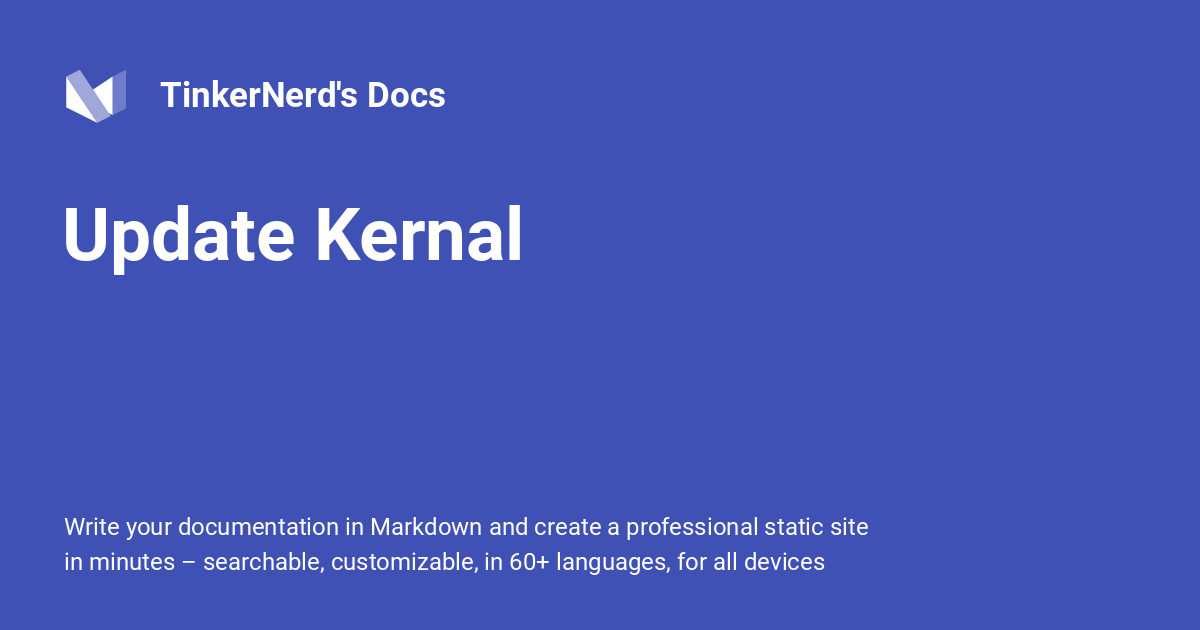 TinkerNerd's Docs
Update Kernal
Write your documentation in Markdown and create a professional static site
in minutes – searchable, customizable, in 60+ languages, for all devices